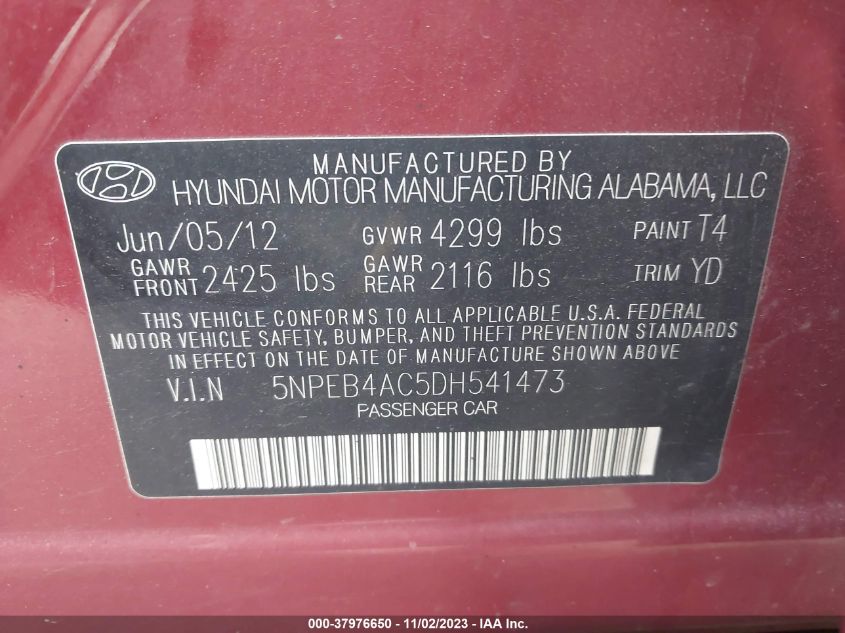 MANUFACTURED BY
HYUNDAI MOTOR MANUFACTURING ALABAMA, LLC
Jun/05/12 GVWR 4299 lbs PAINT T4
GAWR FRONT 2425 lbs GAWR REAR 2116 lbs TRIM YD
THIS VEHICLE CONFORMS TO ALL APPLICABLE U.S.A. FEDERAL
MOTOR VEHICLE SAFETY, BUMPER, AND THEFT PREVENTION STANDARDS
IN EFFECT ON THE DATE OF MANUFACTURE SHOWN ABOVE
V.I.N 5NPEB4AC5DH541473
PASSENGER CAR
000-37976650 - 11/02/2023 - IAA Inc.